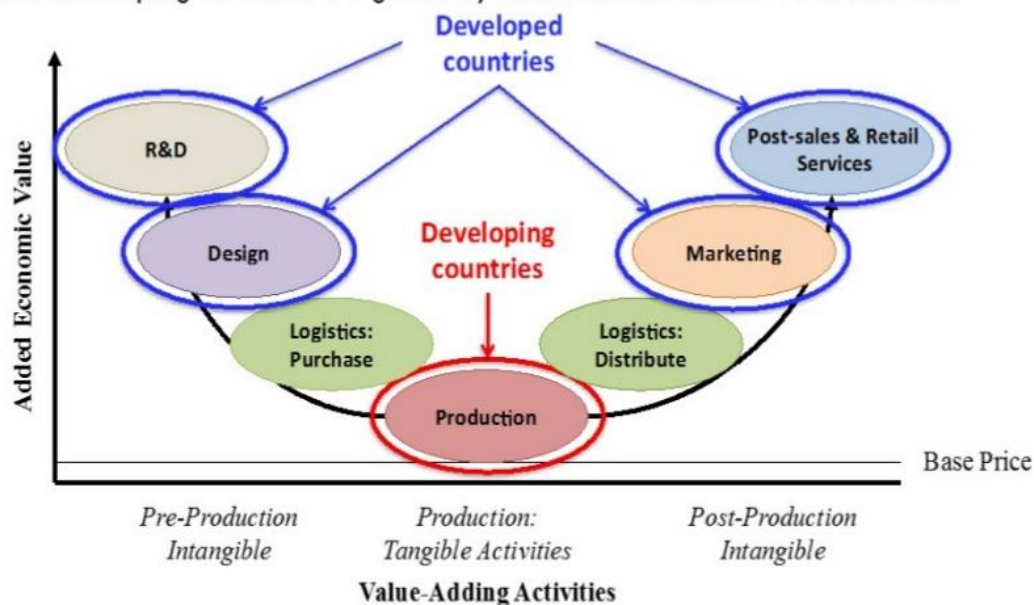 Developed
countries
R&D
Post-sales & Retail
Services
Design
Developing
countries
Marketing
Logistics:
Purchase
Logistics:
Distribute
Production
Added Economic Value
Base Price
Pre-Production
Intangible
Production:
Tangible Activities
Post-Production
Intangible
Value-Adding Activities